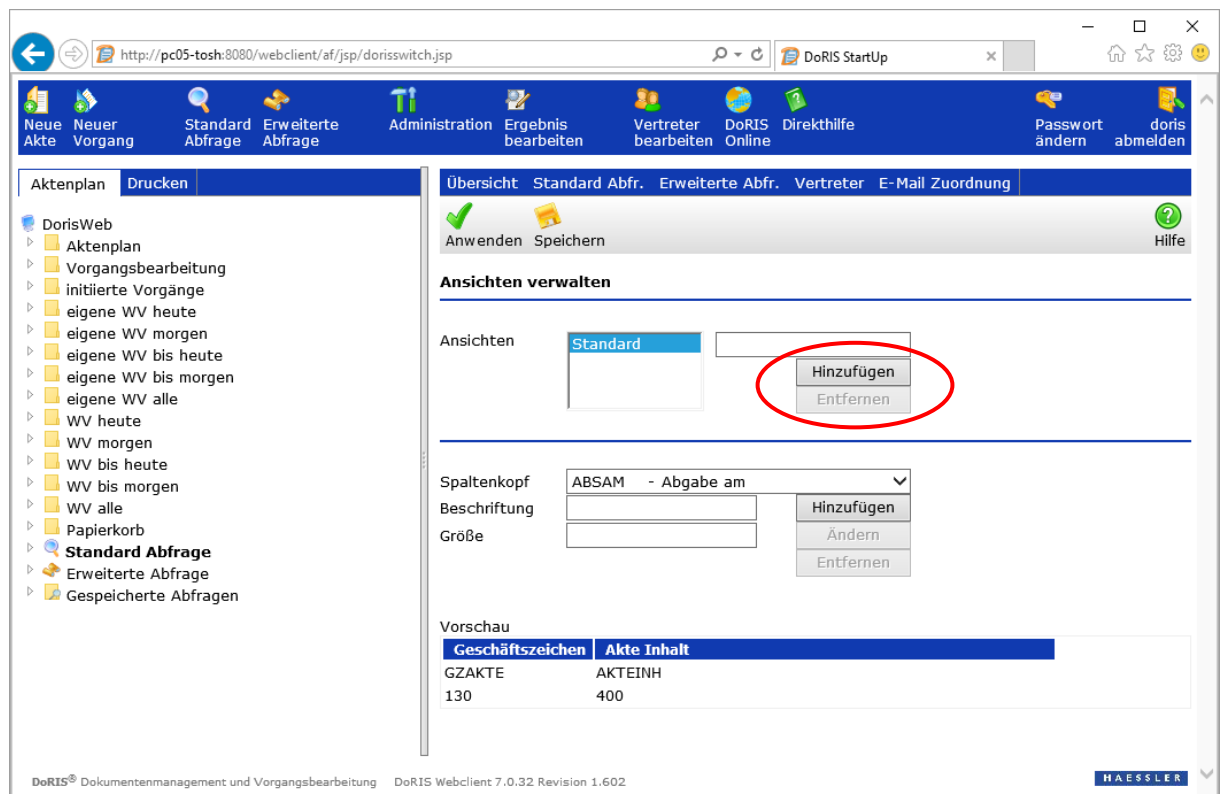 http://pc05-tosh:8080/webclient/af/jsp/dorisswitch.jsp
DoRIS StartUp
Neue Akte
Neuer Vorgang
Standard Abfrage
Erweiterte Abfrage
Administration
Ergebnis bearbeiten
Vertreter bearbeiten
DoRIS Online
Direkthilfe
Passwort ändern
doris abmelden
Aktenplan Drucken
DorisWeb
Aktenplan
Vorgangsbearbeitung
initiierte Vorgänge
eigene WV heute
eigene WV morgen
eigene WV bis heute
eigene WV bis morgen
eigene WV alle
WV heute
WV morgen
WV bis heute
WV bis morgen
WV alle
Papierkorb
Standard Abfrage
Erweiterte Abfrage
Gespeicherte Abfragen
Übersicht Standard Abfr. Erweiterte Abfr. Vertreter E-Mail Zuordnung
Anwenden Speichern Hilfe
Ansichten verwalten
Ansichten Standard
Hinzufügen
Entfernen
Spaltenkopf ABSAM - Abgabe am
Beschriftung Hinzufügen
Größe Ändern
Entfernen
Vorschau
Geschäftszeichen Akte Inhalt
GZAKTE AKTEINH
130 400
DoRIS® Dokumentenmanagement und Vorgangsbearbeitung DoRIS Webclient 7.0.32 Revision 1.602
HAESSLER